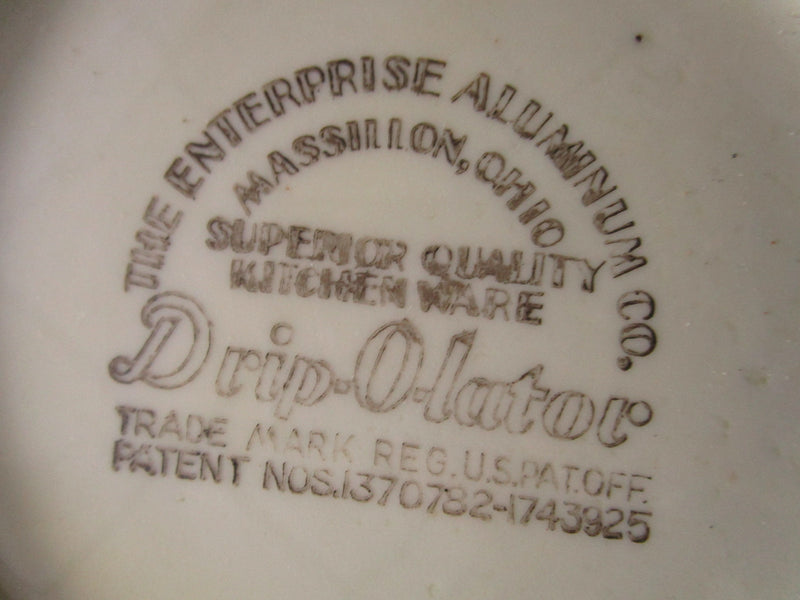 THE ENTERPRISE ALUMINUM CO.
MASSILLON, OHIO
SUPERIOR QUALITY
KITCHEN WARE
Drip-O-lator
TRADE MARK REG. U.S. PAT. OFF.
PATENT NOS. 1370782-1743925